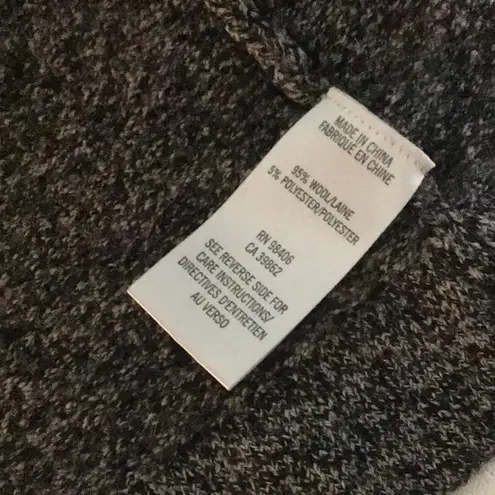 MADE IN CHINA
FABRIQUÉ EN CHINE
95% WOOL/LAINE
5% POLYESTER/POLYESTER
RN 98406
CA 39862
SEE REVERSE SIDE FOR
CARE INSTRUCTIONS/
DIRECTIVES D'ENTRETIEN
AU VERSO